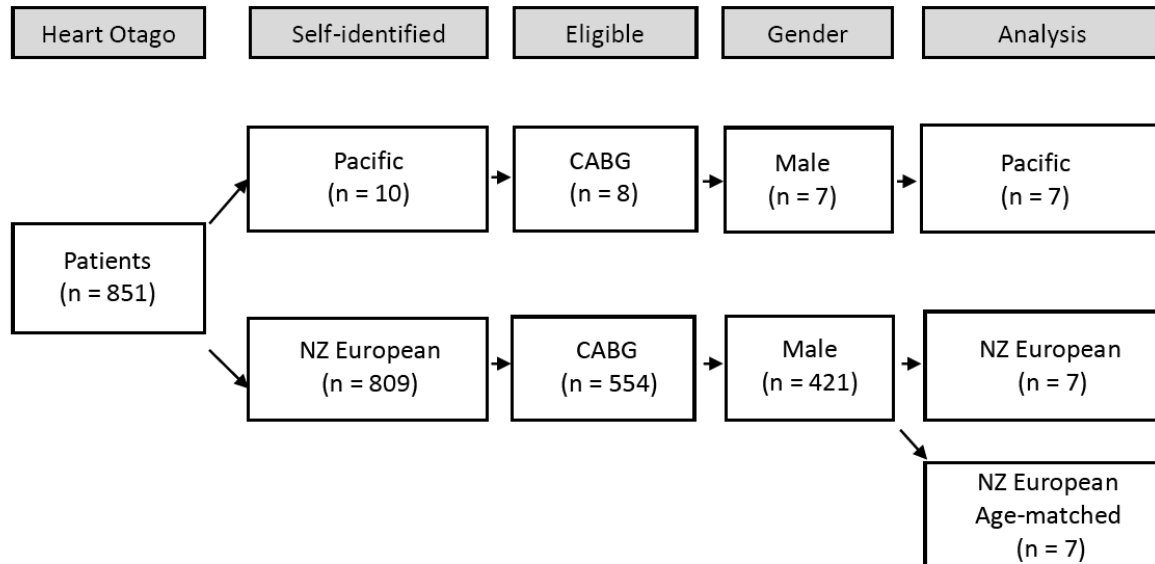 Heart Otago
Self-identified
Eligible
Gender
Analysis
Pacific
(n = 10)
CABG
(n = 8)
Male
(n = 7)
Pacific
(n = 7)
Patients
(n = 851)
NZ European
(n = 809)
CABG
(n = 554)
Male
(n = 421)
NZ European
(n = 7)
NZ European
Age-matched
(n = 7)